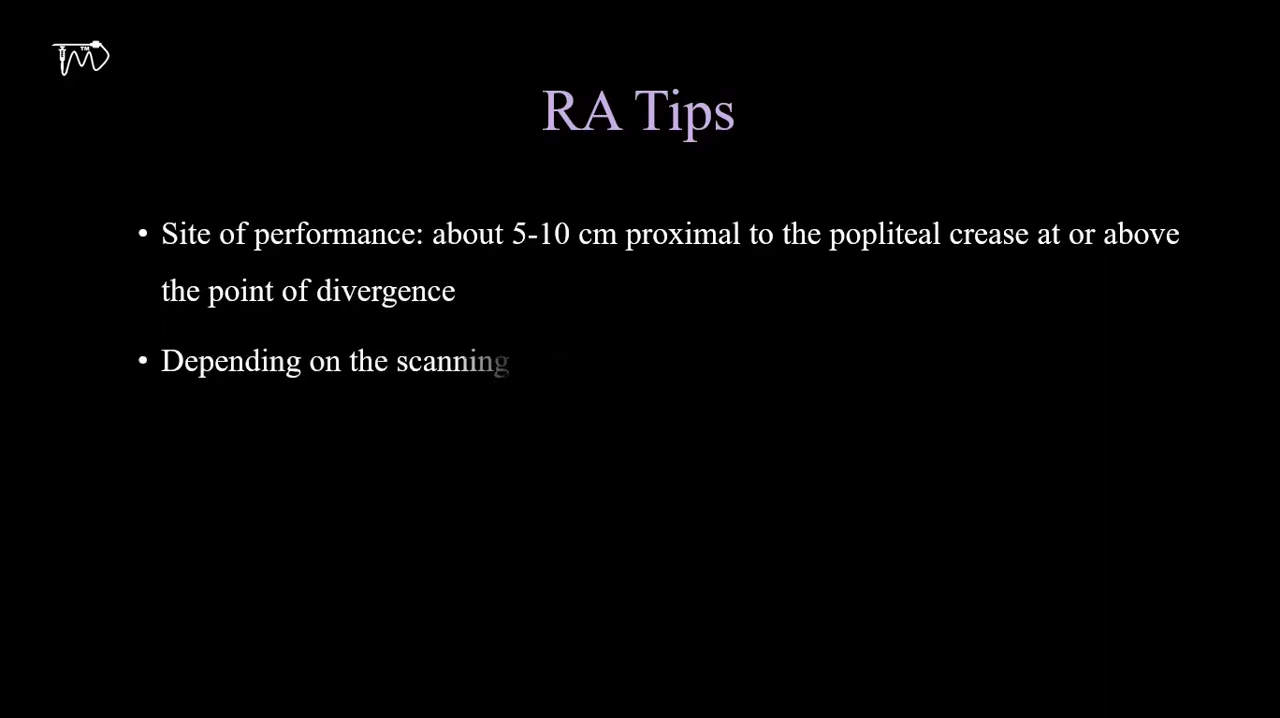 RA Tips
• Site of performance: about 5-10 cm proximal to the popliteal crease at or above
the point of divergence
• Depending on the scanning